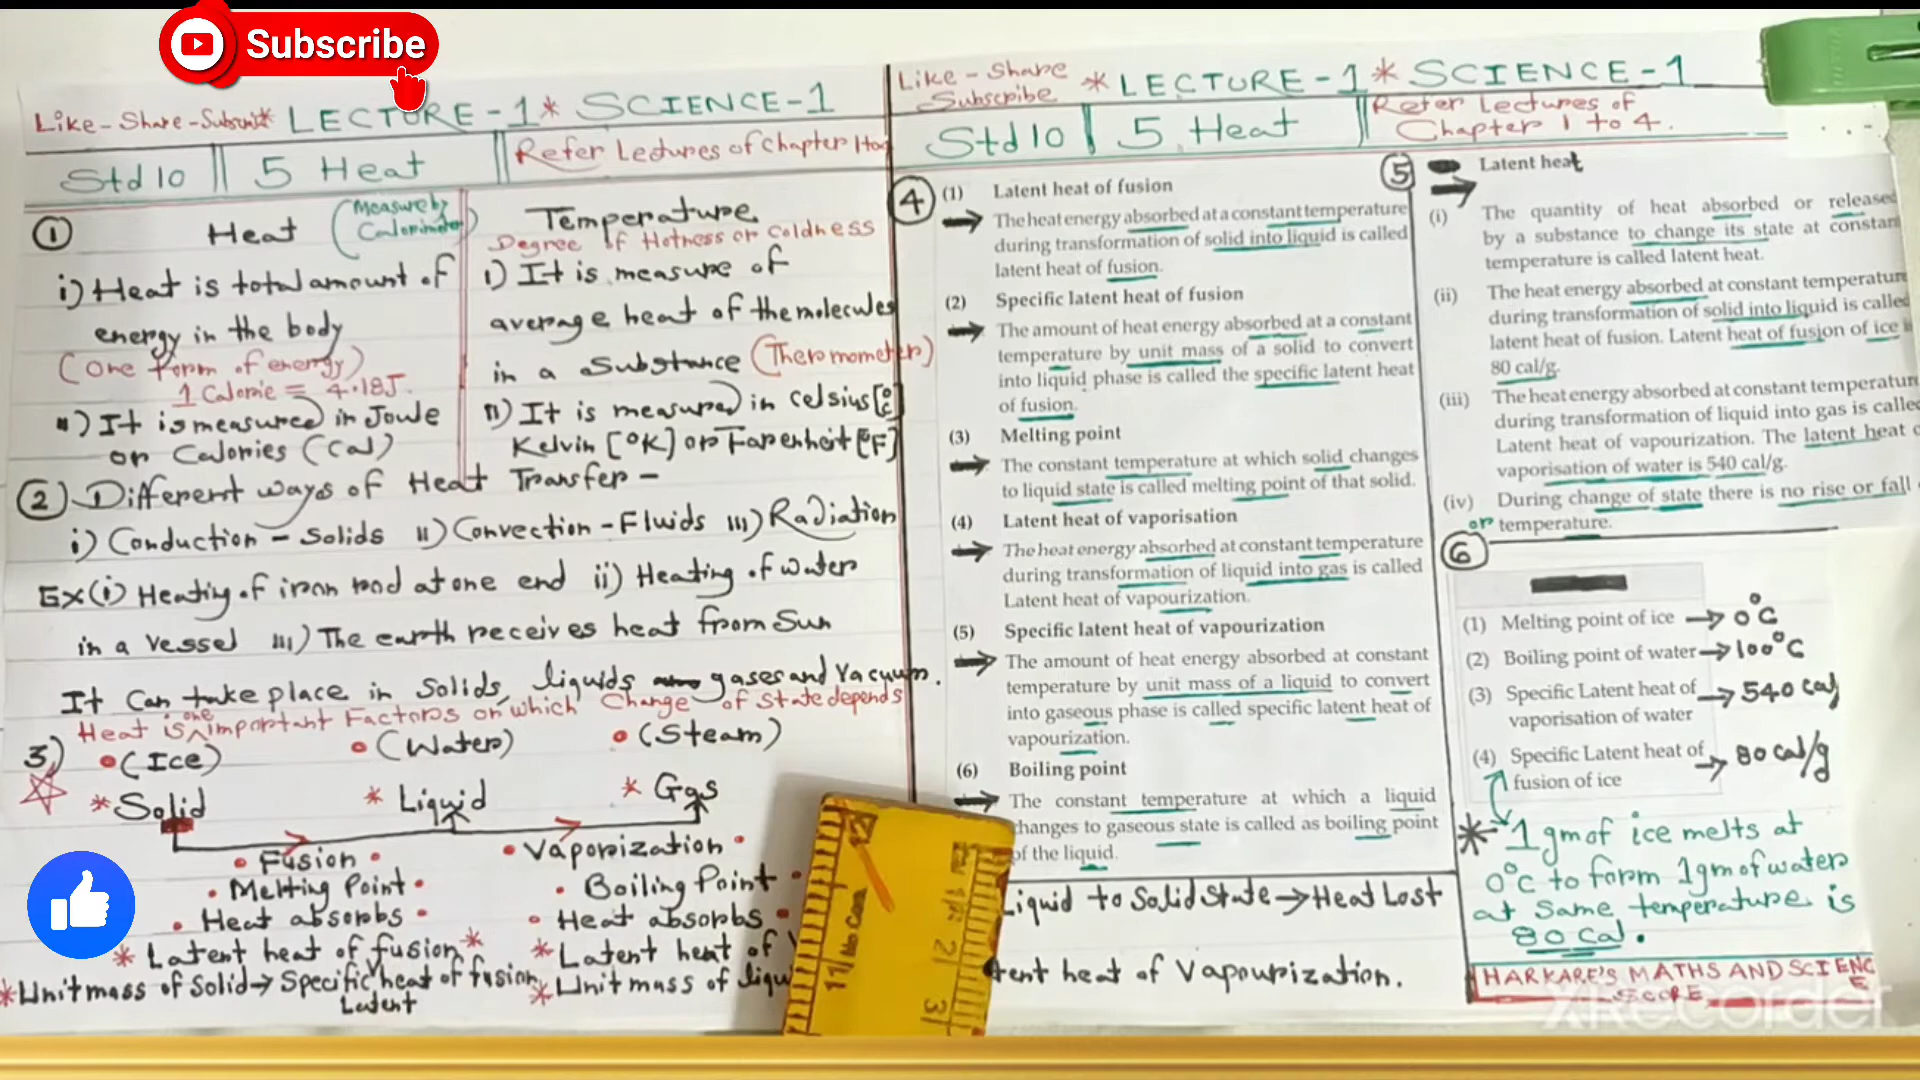 Subscribe
Like-Share-Subscribe* LECTURE-1* SCIENCE-1
Std 10 5 Heat Refer Lectures of Chapter 1 to
1 Heat (Measure by Calorimeter)
i) Heat is total amount of
energy in the body
(one form of energy)
1 Calorie = 4.18J.
ii) It is measured in Joule
or Calories (Cal)
Temperature
Degree of Hotness or coldness
i) It is measure of
average heat of the molecules
in a substance (Thermometer)
ii) It is measured in celsius [°C]
Kelvin [°K] or Farenheit [°F]
2 Different ways of Heat Transfer -
i) Conduction - Solids ii) Convection - Fluids iii) Radiation
Ex (i) Heating of iron rod at one end ii) Heating of water
in a vessel iii) The earth receives heat from Sun
It can take place in Solids, liquids gases and Vacuum.
Heat is one important Factors on which Change of State depends
3) (Ice) (Water) (Steam)
*Solid * Liquid * Gas
Fusion Vaporization
Melting Point Boiling Point
Heat absorbs Heat absorbs
* Latent heat of fusion* * Latent heat of
*Unit mass of Solid → Specific Latent heat of fusion * Unit mass of
Like-Share
Subscribe * LECTURE-1 * SCIENCE-1
Std 10 5 Heat Refer Lectures of
Chapter 1 to 4.
4 (1) Latent heat of fusion
The heat energy absorbed at a constant temperature
during transformation of solid into liquid is called
latent heat of fusion.
(2) Specific latent heat of fusion
The amount of heat energy absorbed at a constant
temperature by unit mass of a solid to convert
into liquid phase is called the specific latent heat
of fusion.
(3) Melting point
The constant temperature at which solid changes
to liquid state is called melting point of that solid.
(4) Latent heat of vaporisation
The heat energy absorbed at constant temperature
during transformation of liquid into gas is called
Latent heat of vapourization.
(5) Specific latent heat of vapourization
The amount of heat energy absorbed at constant
temperature by unit mass of a liquid to convert
into gaseous phase is called specific latent heat of
vapourization.
(6) Boiling point
The constant temperature at which a liquid
changes to gaseous state is called as boiling point
of the liquid.
Liquid to Solid State → Heat Lost
heat of Vapourization.
5 Latent heat
(i) The quantity of heat absorbed or released
by a substance to change its state at constant
temperature is called latent heat.
(ii) The heat energy absorbed at constant temperature
during transformation of solid into liquid is called
latent heat of fusion. Latent heat of fusion of ice is
80 cal/g.
(iii) The heat energy absorbed at constant temperature
during transformation of liquid into gas is called
Latent heat of vapourization. The latent heat of
vaporisation of water is 540 cal/g.
(iv) During change of state there is no rise or fall
or temperature.
6
(1) Melting point of ice → 0°C
(2) Boiling point of water → 100°C
(3) Specific Latent heat of → 540 cal
vaporisation of water
(4) Specific Latent heat of → 80 cal/g
fusion of ice
* 1 gm of ice melts at
0°C to form 1gm of water
at same temperature is
80 cal.
HARKARE'S MATHS AND SCIENCE
SCORE
XRecorder
11 12
2 3